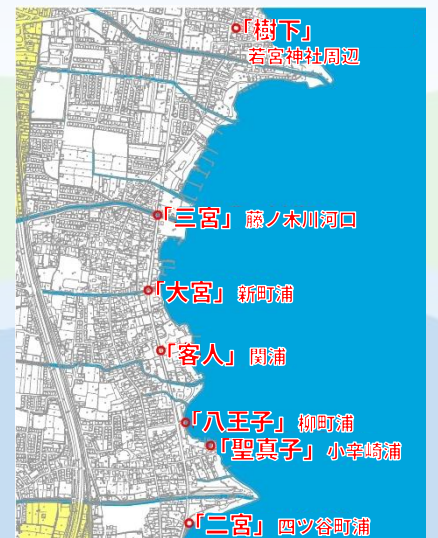 「樹下」
若宮神社周辺
「三宮」 藤ノ木川河口
「大宮」 新町浦
「客人」 関浦
「八王子」 柳町浦
「聖真子」 小辛崎浦
「二宮」 四ツ谷町浦